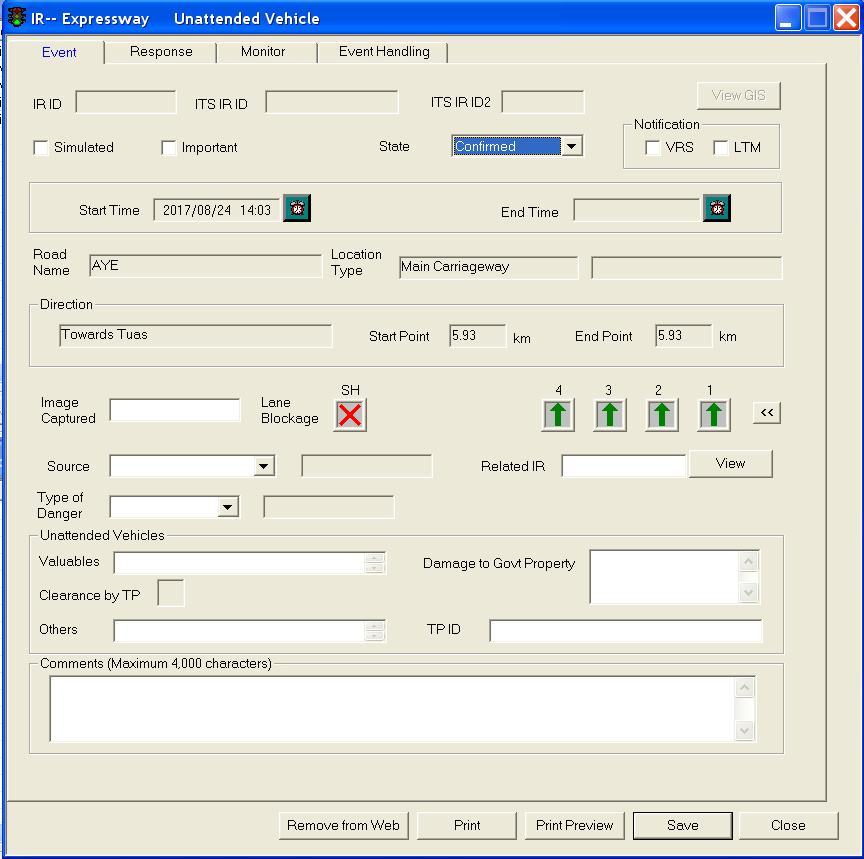 IR-- Expressway Unattended Vehicle
Event Response Monitor Event Handling
IR ID ITS IR ID ITS IR ID2 View GIS
Notification
Simulated Important State Confirmed VRS LTM
Start Time 2017/08/24 14:03 End Time
Road Name AYE Location Type Main Carriageway
Direction
Towards Tuas Start Point 5.93 km End Point 5.93 km
SH 4 3 2 1
Image Captured Lane Blockage <<
Source Related IR View
Type of Danger
Unattended Vehicles
Valuables Damage to Govt Property
Clearance by TP
Others TP ID
Comments (Maximum 4,000 characters)
Remove from Web Print Print Preview Save Close